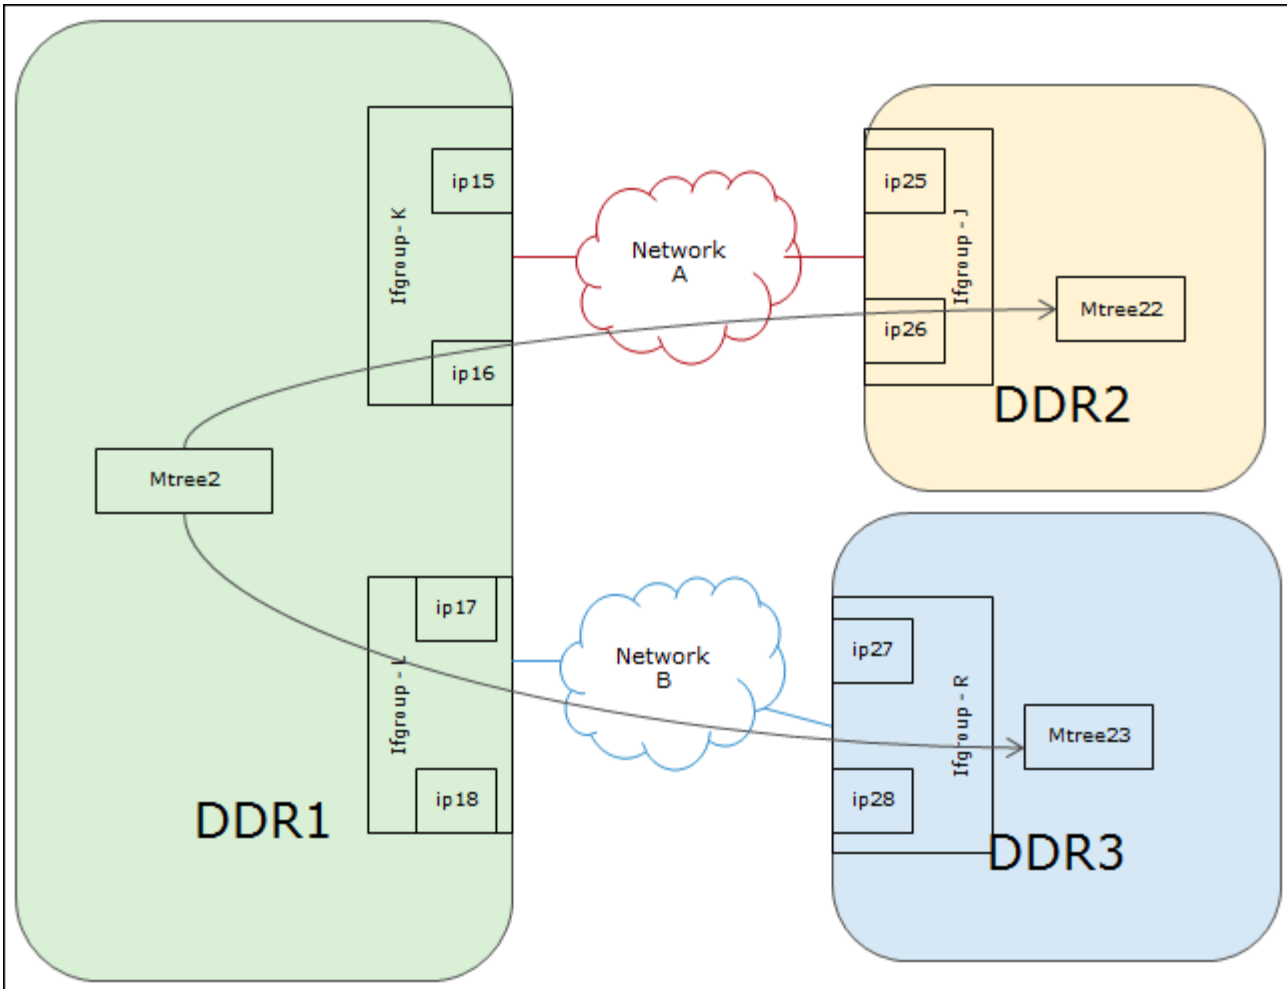 ip15
Ifgroup-K
ip16
Mtree2
ip17
Ifgroup-L
ip18
DDR1
Network
A
Network
B
ip25
Ifgroup-J
ip26
Mtree22
DDR2
ip27
Ifgroup-R
Mtree23
ip28
DDR3